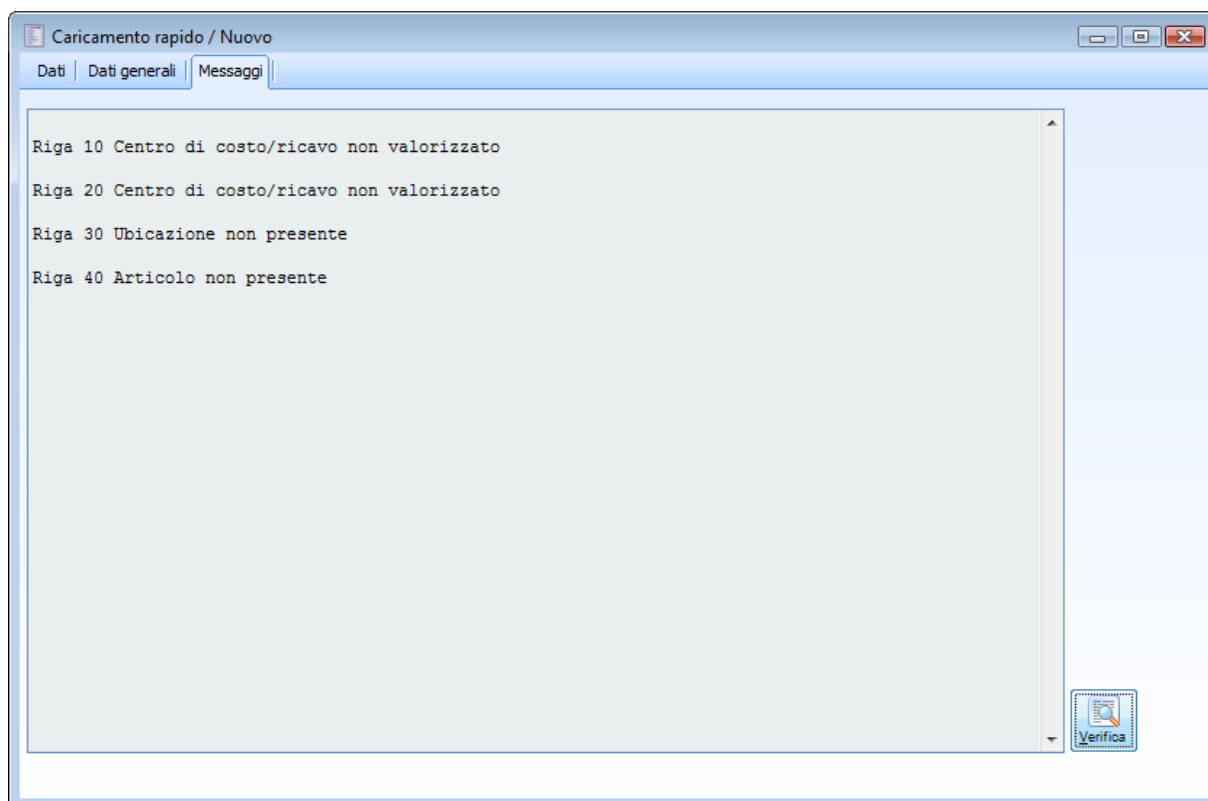 Caricamento rapido / Nuovo
Dati Dati generali Messaggi
Riga 10 Centro di costo/ricavo non valorizzato
Riga 20 Centro di costo/ricavo non valorizzato
Riga 30 Ubicazione non presente
Riga 40 Articolo non presente
Verifica